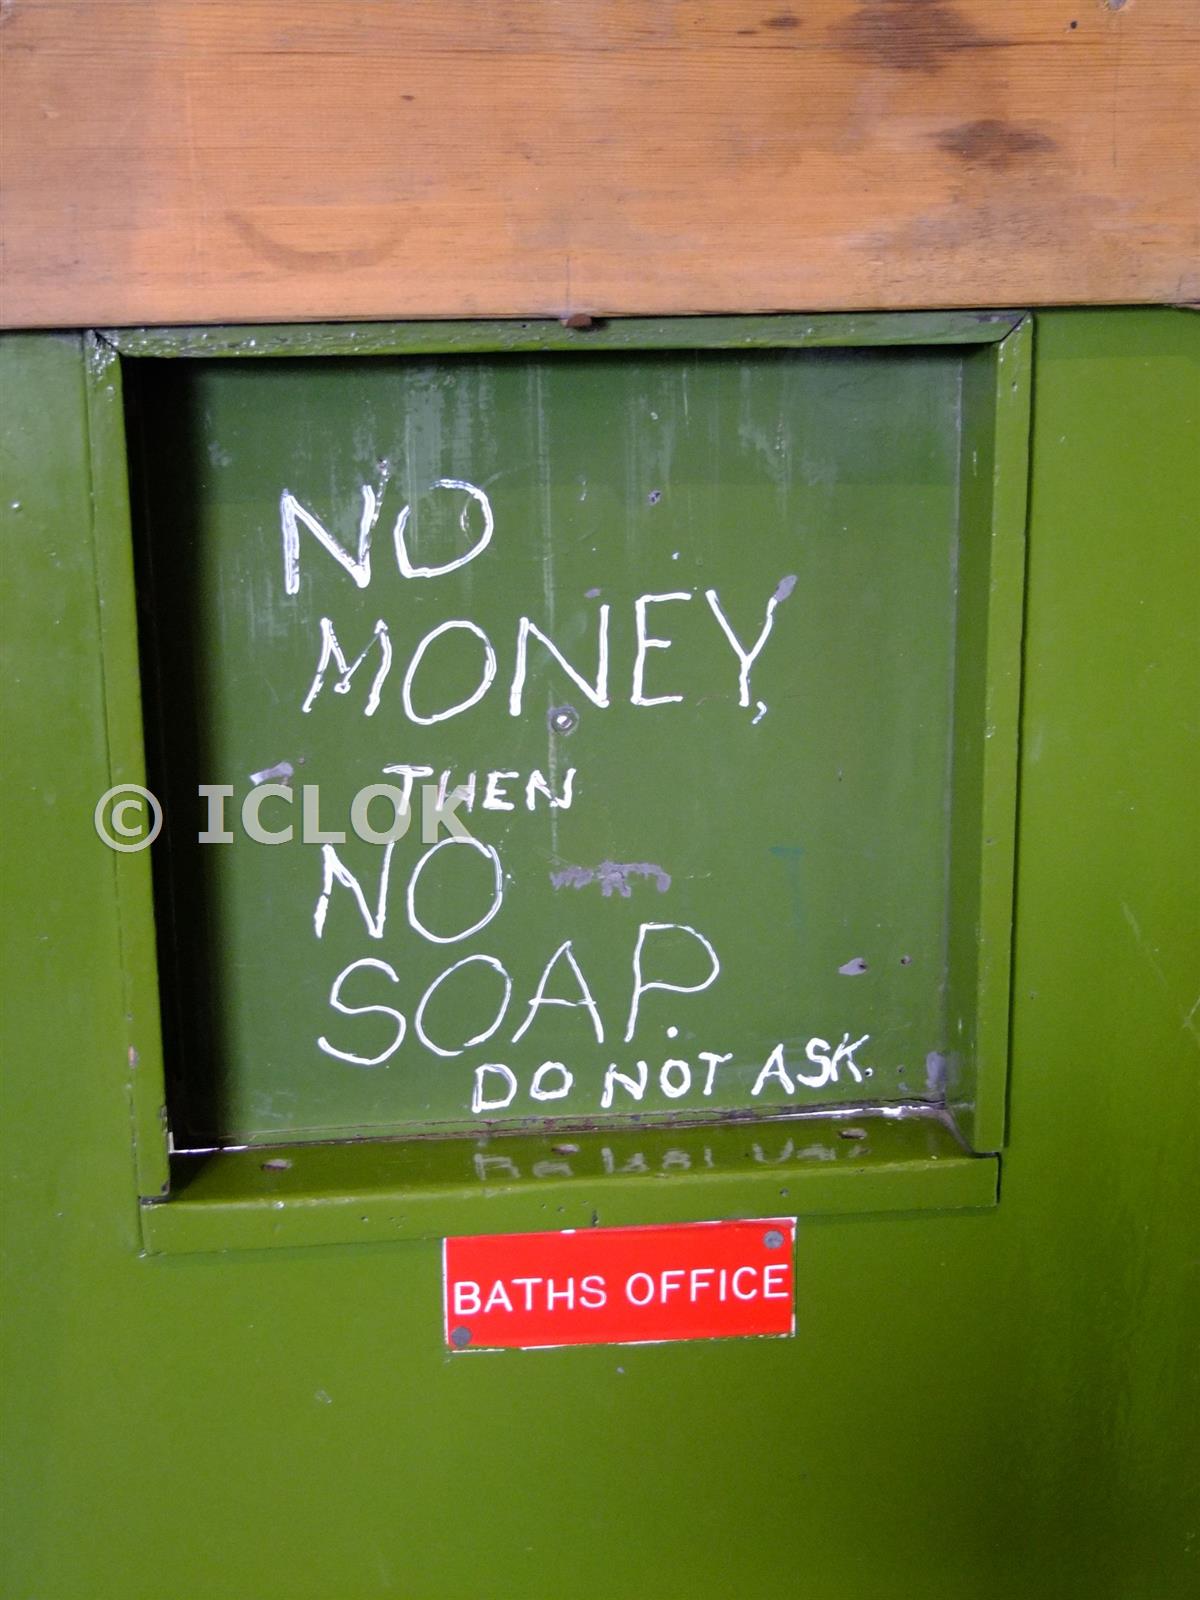 NO
MONEY,
THEN
© ICLOK
NO
SOAP.
DO NOT ASK.
BATHS OFFICE